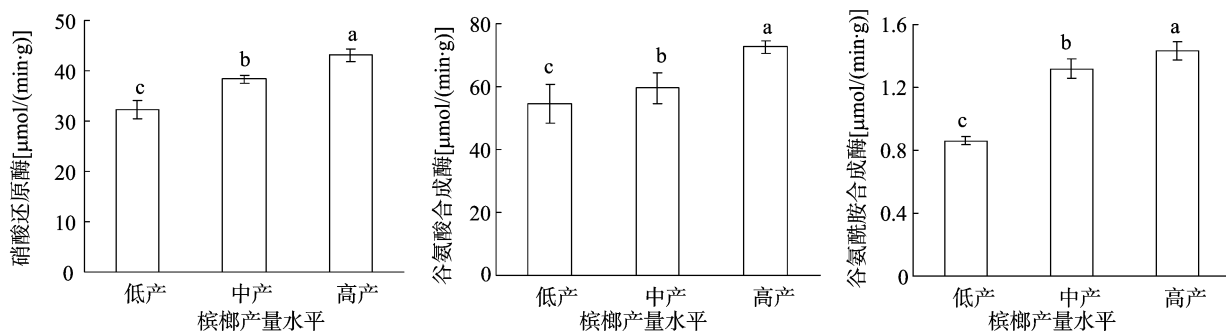 硝酸还原酶[μmol/(min·g)]
50
40
30
20
10
0
c
b
a
低产 中产 高产
槟榔产量水平
谷氨酸合成酶[μmol/(min·g)]
80
60
40
20
0
c
b
a
低产 中产 高产
槟榔产量水平
谷氨酰胺合成酶[μmol/(min·g)]
1.6
1.2
0.8
0.4
0
c
b
a
低产 中产 高产
槟榔产量水平